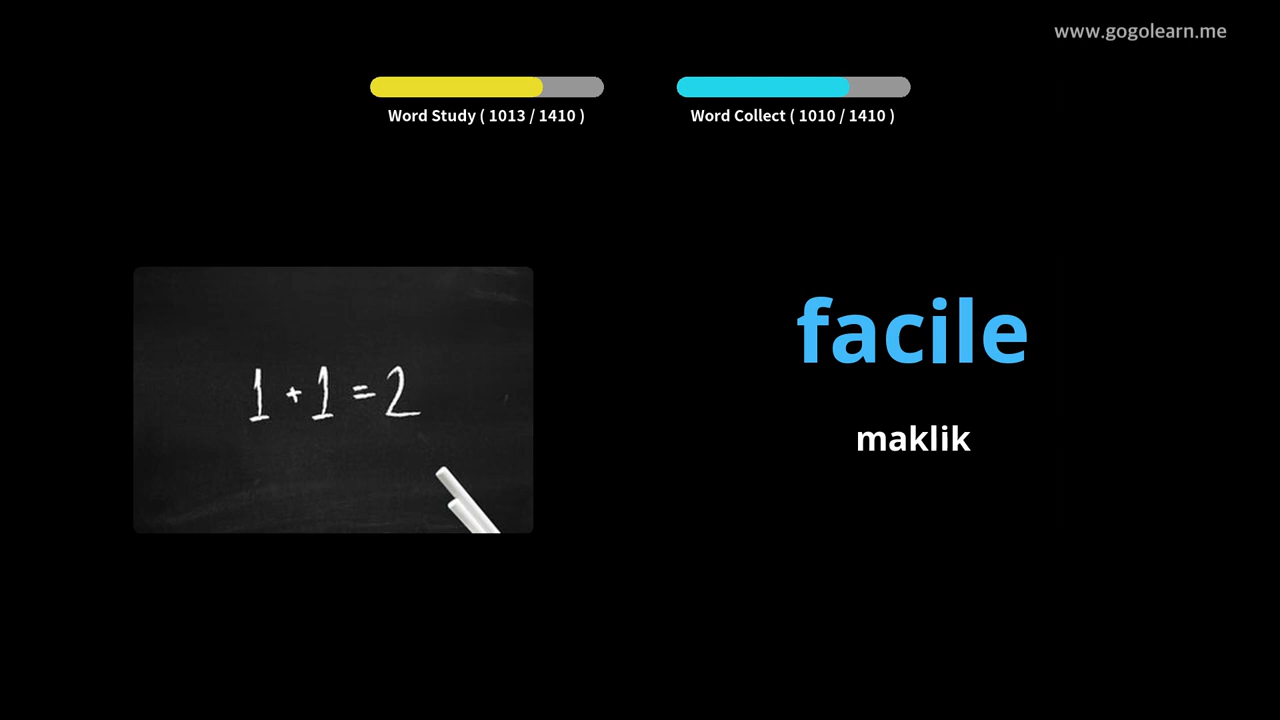 www.gogolearn.me
Word Study ( 1013 / 1410 )
Word Collect ( 1010 / 1410 )
1 + 1 = 2
facile
maklik